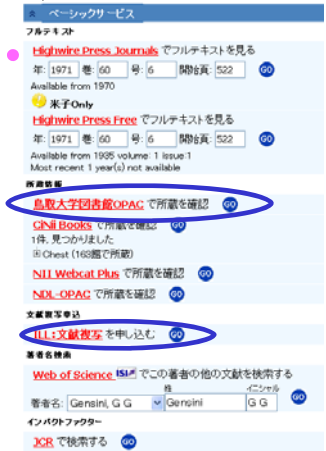 ベーシックサービス
フルテキスト
Highwire Press Journals でフルテキストを見る
年: 1971 巻: 60 号: 6 開始頁: 522 GO
Available from 1970
米子Only
Highwire Press Free でフルテキストを見る
年: 1971 巻: 60 号: 6 開始頁: 522 GO
Available from 1935 volume: 1 issue:1
Most recent 1 year(s) not available
所蔵情報
鳥取大学図書館OPAC で所蔵を確認 GO
CiNii Books で所蔵を確認 GO
1件, 見つかりました
Chest (163館で所蔵)
NII Webcat Plus で所蔵を確認 GO
NDL-OPAC で所蔵を確認 GO
文献複写申込
ILL:文献複写 を申し込む GO
著者名検索
Web of Science ISI でこの著者の他の文献を検索する
姓 イニシャル
著者名: Gensini, G G Gensini G G GO
インパクトファクター
JCR で検索する GO